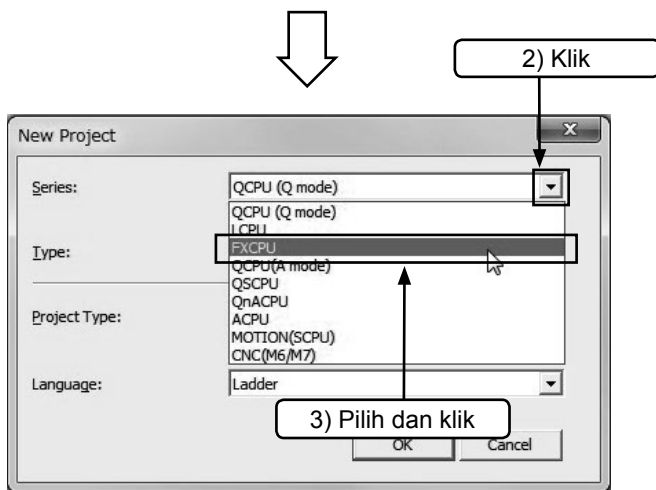 2) Klik
New Project
Series: QCPU (Q mode)
QCPU (Q mode)
LCPU
FXCPU
Type:
QCPU(A mode)
QSCPU
QnACPU
Project Type:
ACPU
MOTION(SCPU)
CNC(M6/M7)
Language: Ladder
3) Pilih dan klik
OK Cancel